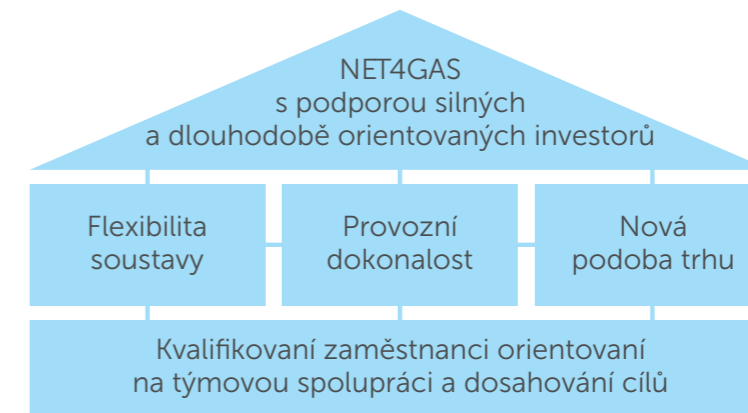 NET4GAS
s podporou silných
a dlouhodobě orientovaných investorů
Flexibilita
soustavy
Provozní
dokonalost
Nová
podoba trhu
Kvalifikovaní zaměstnanci orientovaní
na týmovou spolupráci a dosahování cílů